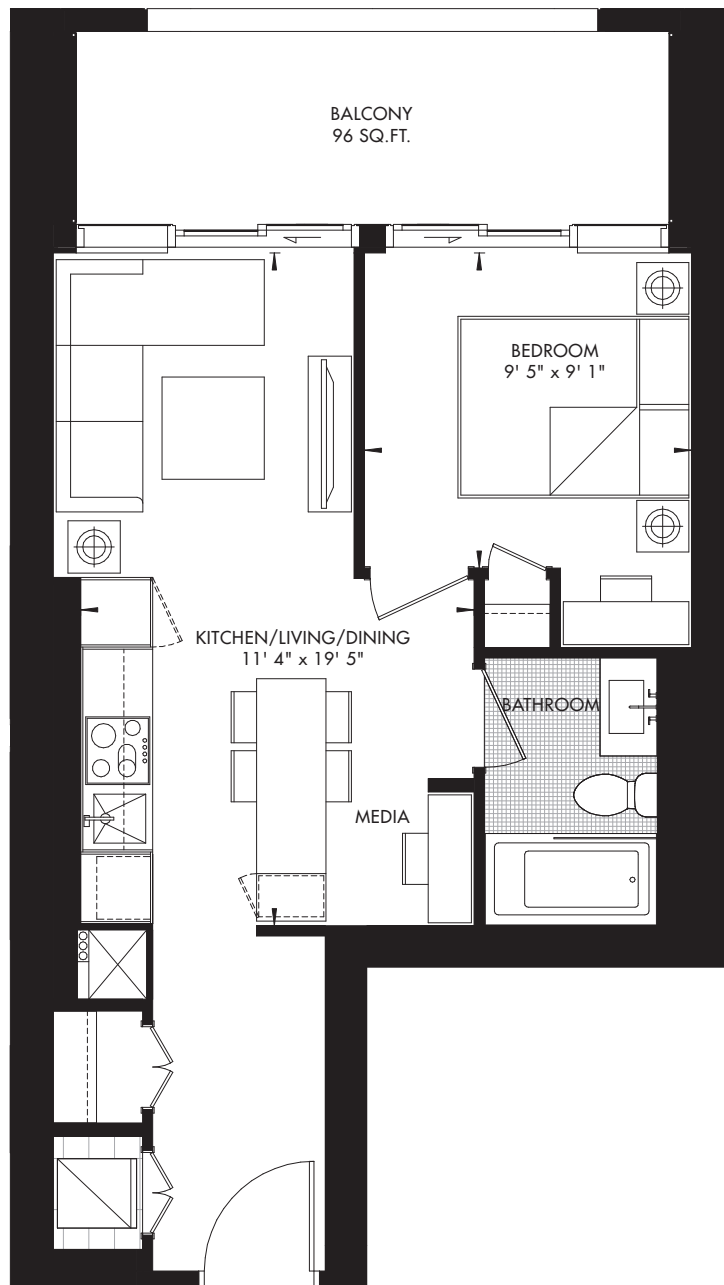 BALCONY
96 SQ.FT.
BEDROOM
9' 5" x 9' 1"
KITCHEN/LIVING/DINING
11' 4" x 19' 5"
BATHROOM
MEDIA